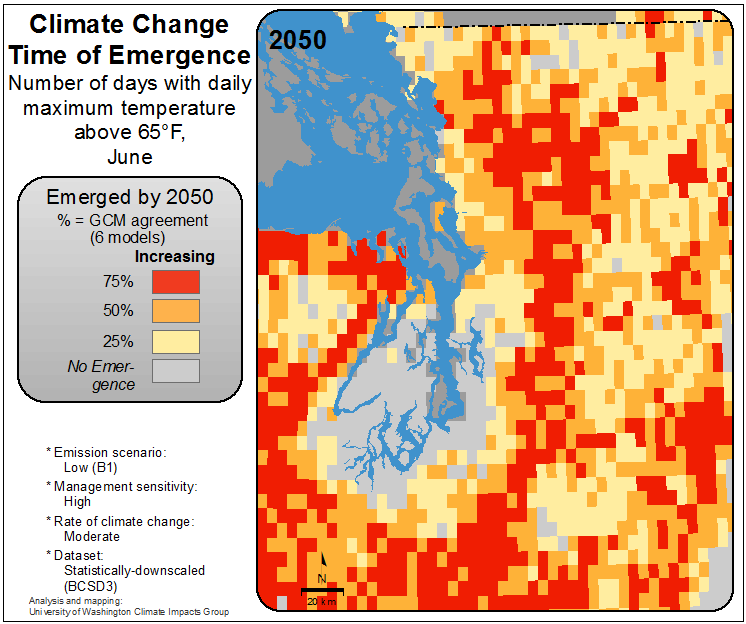 Climate Change
Time of Emergence
Number of days with daily
maximum temperature
above 65°F,
June
Emerged by 2050
% = GCM agreement
(6 models)
Increasing
75%
50%
25%
No Emer-
gence
* Emission scenario:
Low (B1)
* Management sensitivity:
High
* Rate of climate change:
Moderate
* Dataset:
Statistically-downscaled
(BCSD3)
Analysis and mapping:
University of Washington Climate Impacts Group
2050
N
20 km